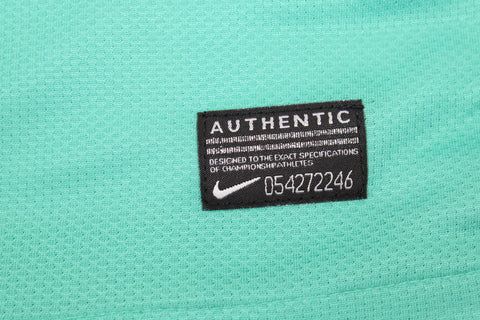 AUTHENTIC
DESIGNED TO THE EXACT SPECIFICATIONS
OF CHAMPIONSHIP ATHLETES
054272246